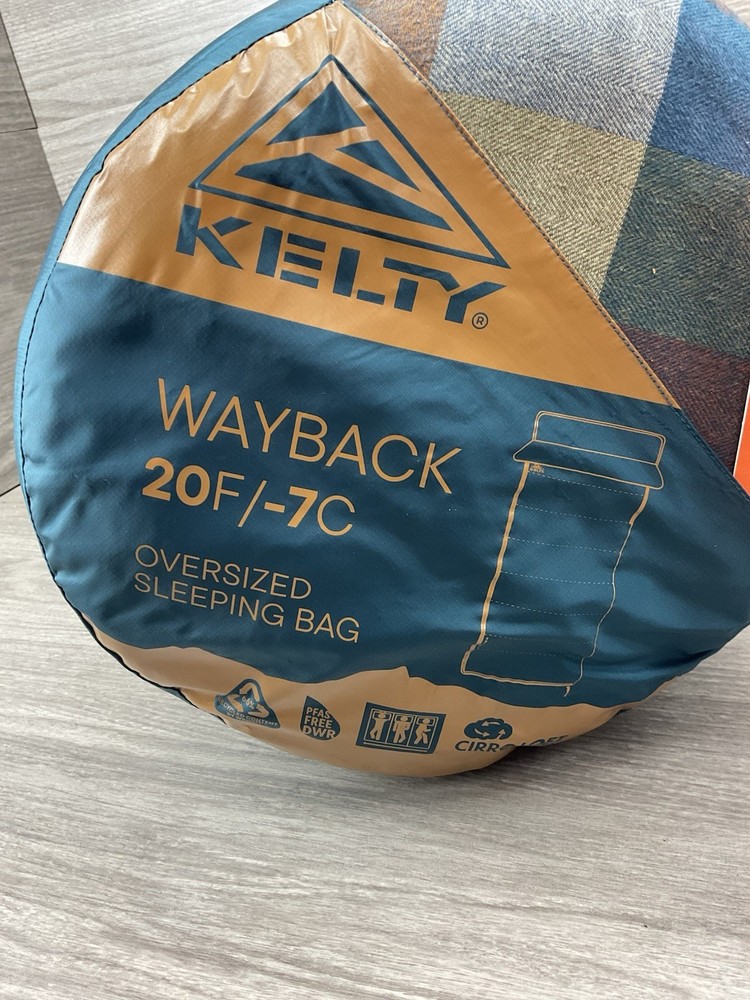 KELTY®
WAYBACK
20F/-7C
OVERSIZED
SLEEPING BAG
PFAS
FREE
DWR